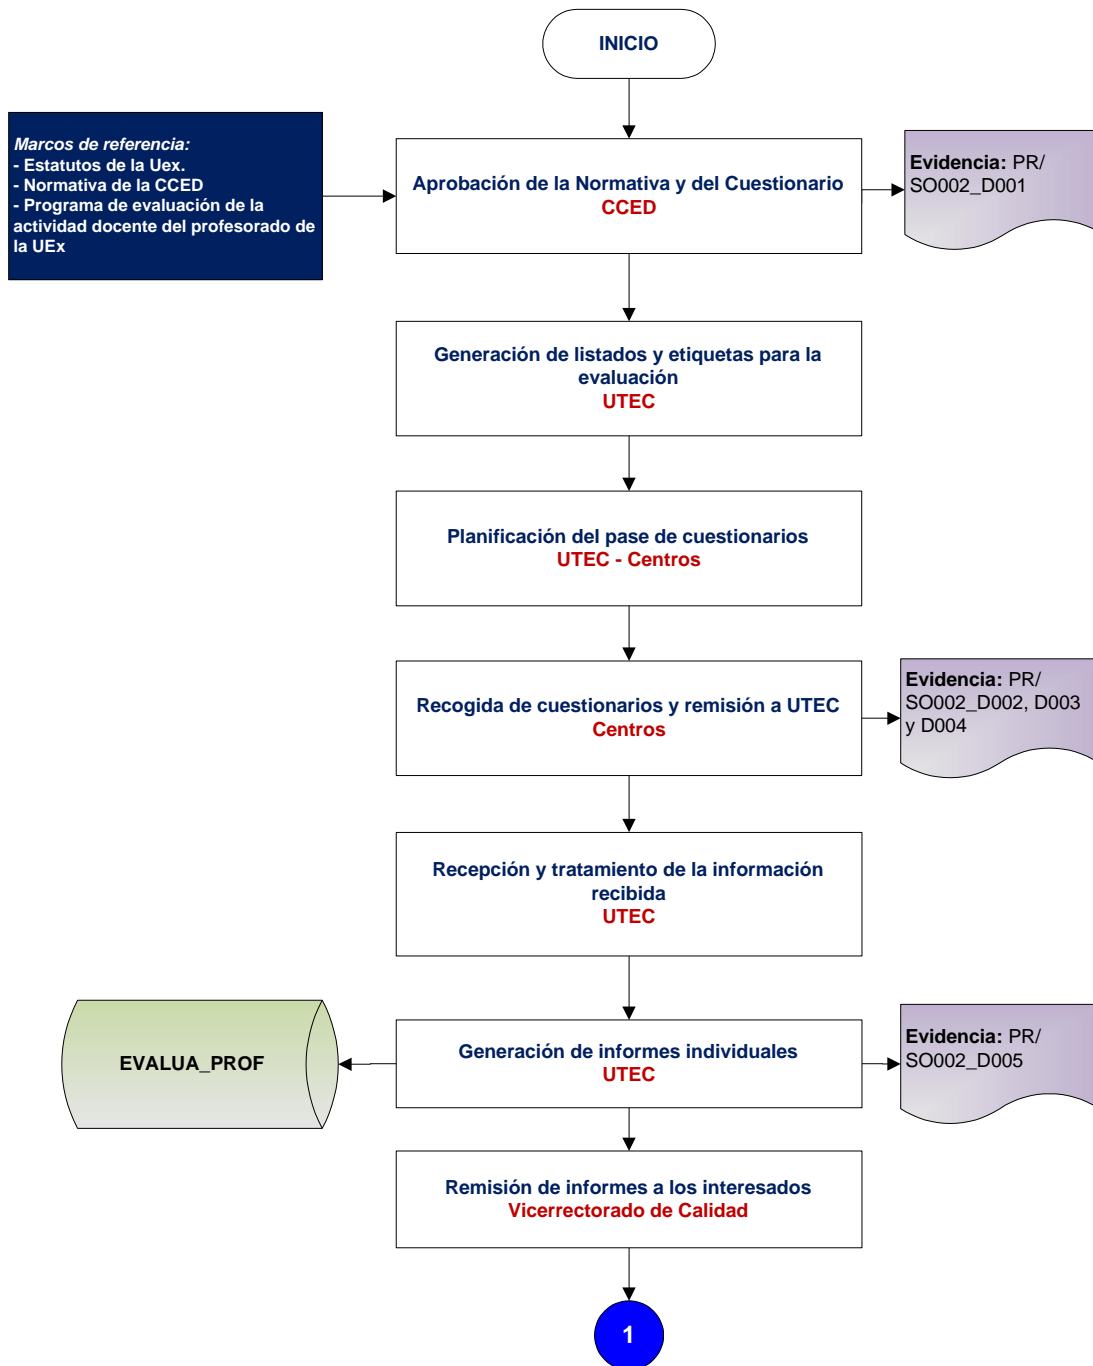 INICIO
Marcos de referencia:
- Estatutos de la Uex.
- Normativa de la CCED
- Programa de evaluación de la
actividad docente del profesorado de
la UEx
Aprobación de la Normativa y del Cuestionario
CCED
Evidencia: PR/
SO002_D001
Generación de listados y etiquetas para la
evaluación
UTEC
Planificación del pase de cuestionarios
UTEC - Centros
Recogida de cuestionarios y remisión a UTEC
Centros
Evidencia: PR/
SO002_D002, D003
y D004
Recepción y tratamiento de la información
recibida
UTEC
EVALUA_PROF
Generación de informes individuales
UTEC
Evidencia: PR/
SO002_D005
Remisión de informes a los interesados
Vicerrectorado de Calidad
1